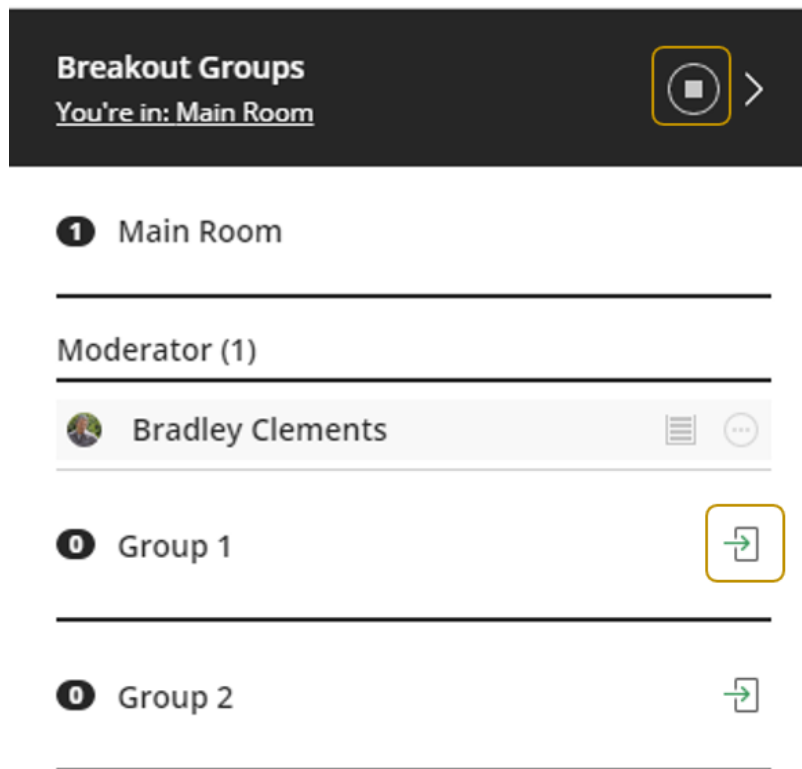 Breakout Groups
You're in: Main Room
1 Main Room
Moderator (1)
Bradley Clements
0 Group 1
0 Group 2